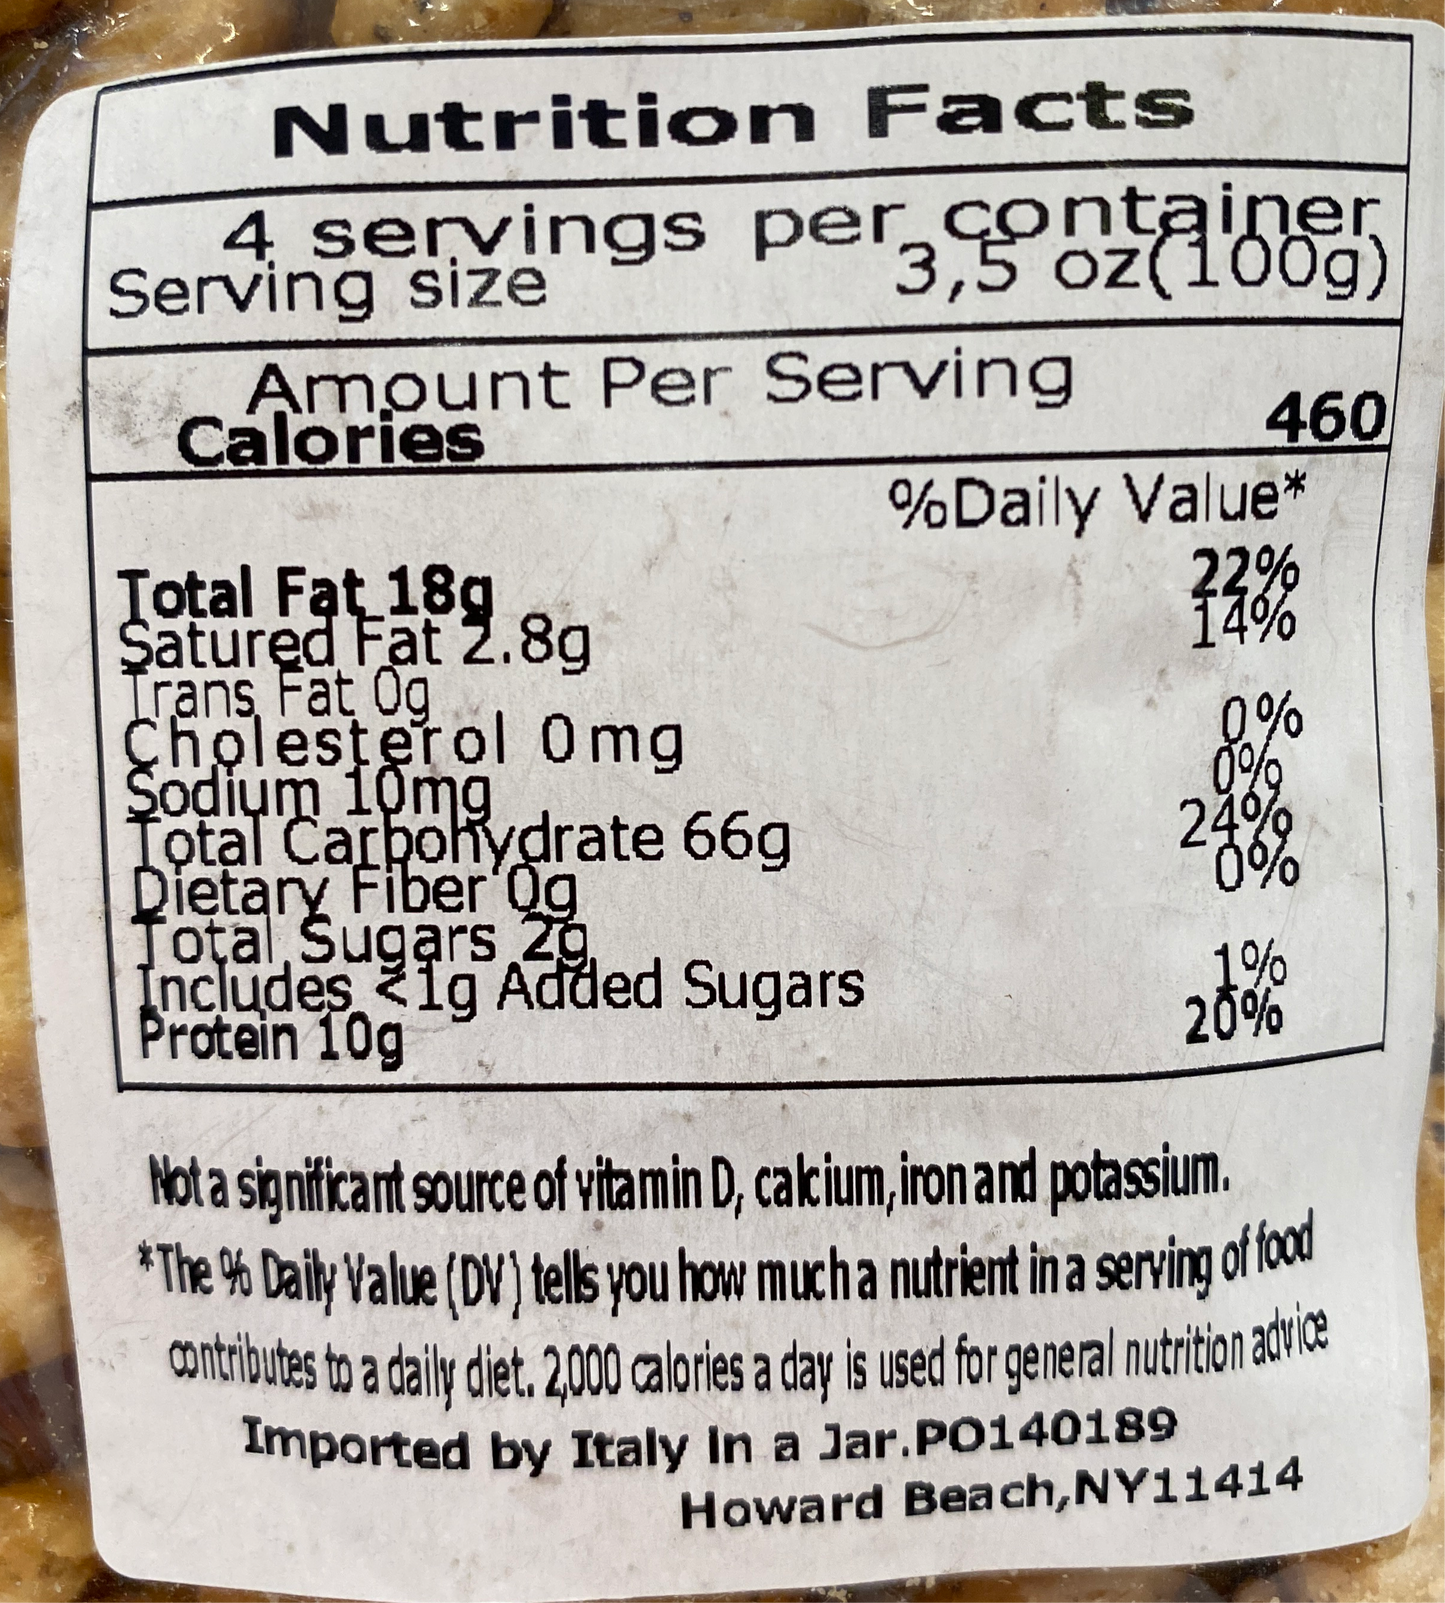 Nutrition Facts
4 servings per container
Serving size 3,5 oz(100g)
Amount Per Serving
Calories 460
%Daily Value*
Total Fat 18g 22%
Satured Fat 2.8g 14%
Trans Fat 0g
Cholesterol 0mg 0%
Sodium 10mg 0%
Total Carbohydrate 66g 24%
Dietary Fiber 0g 0%
Total Sugars 2g
Includes <1g Added Sugars 1%
Protein 10g 20%
Not a significant source of vitamin D, calcium, iron and potassium.
*The % Daily Value (DV) tells you how much a nutrient in a serving of food
contributes to a daily diet. 2,000 calories a day is used for general nutrition advice
Imported by Italy In a Jar.PO140189
Howard Beach,NY11414